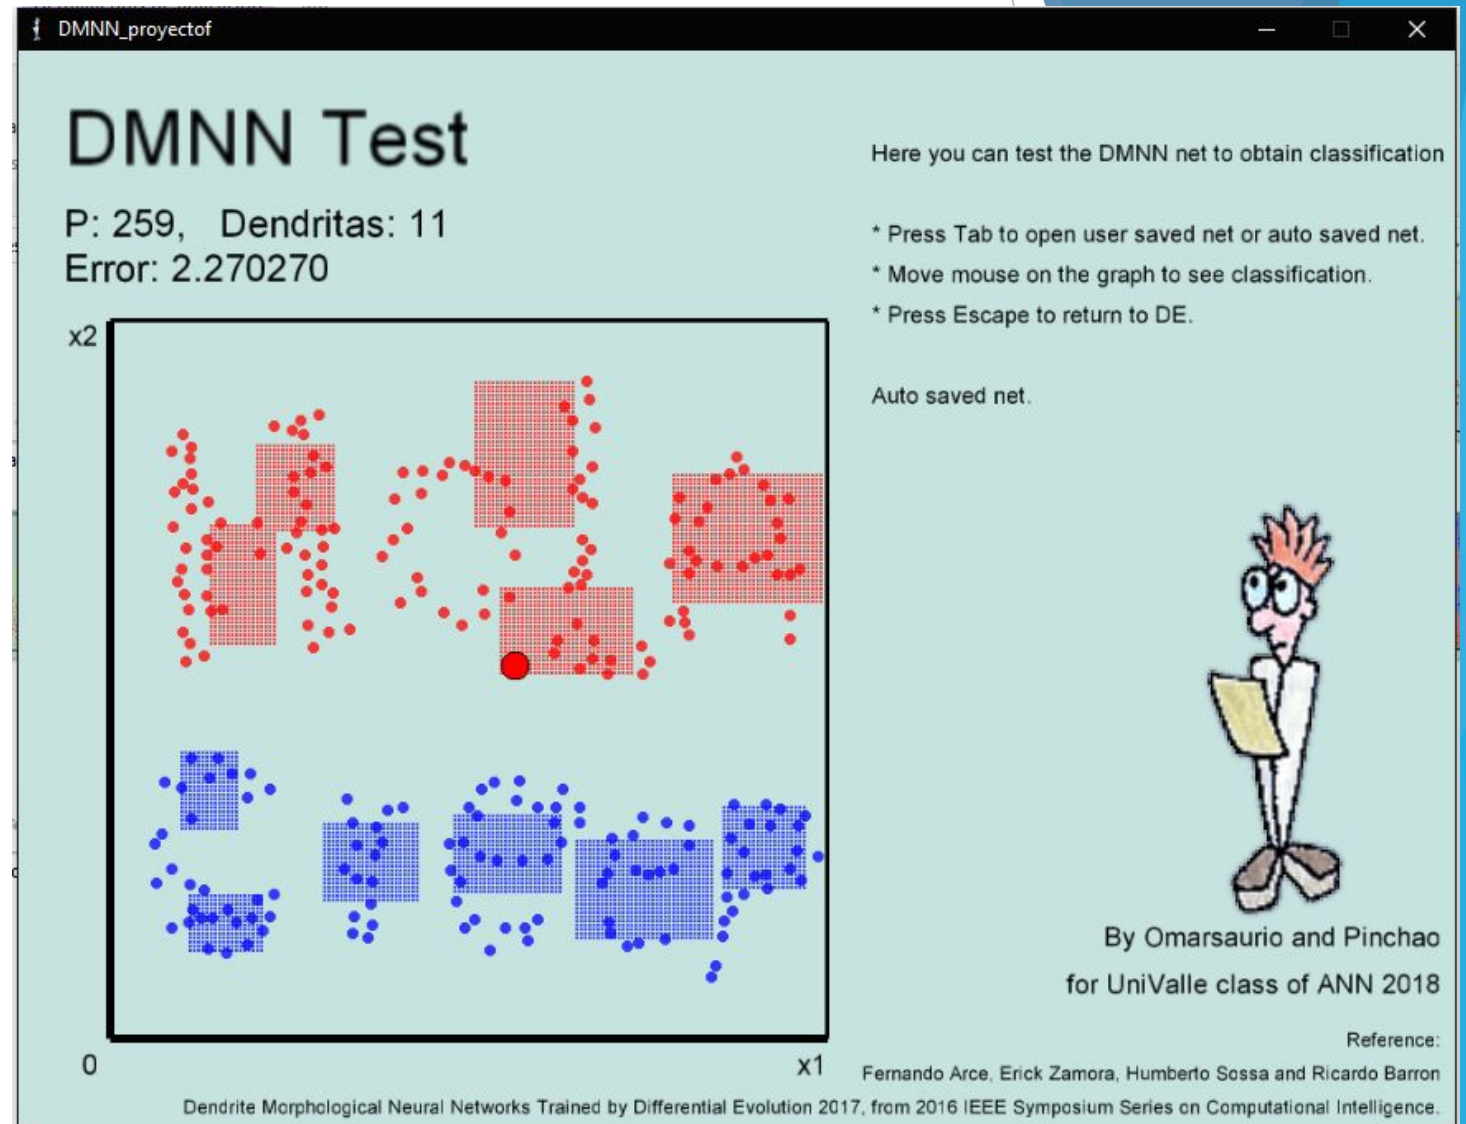 DMNN_proyectof
DMNN Test
P: 259, Dendritas: 11
Error: 2.270270
Here you can test the DMNN net to obtain classification
* Press Tab to open user saved net or auto saved net.
* Move mouse on the graph to see classification.
* Press Escape to return to DE.
Auto saved net.
x2
0
x1
By Omarsaurio and Pinchao
for UniValle class of ANN 2018
Reference:
Fernando Arce, Erick Zamora, Humberto Sossa and Ricardo Barron
Dendrite Morphological Neural Networks Trained by Differential Evolution 2017, from 2016 IEEE Symposium Series on Computational Intelligence.